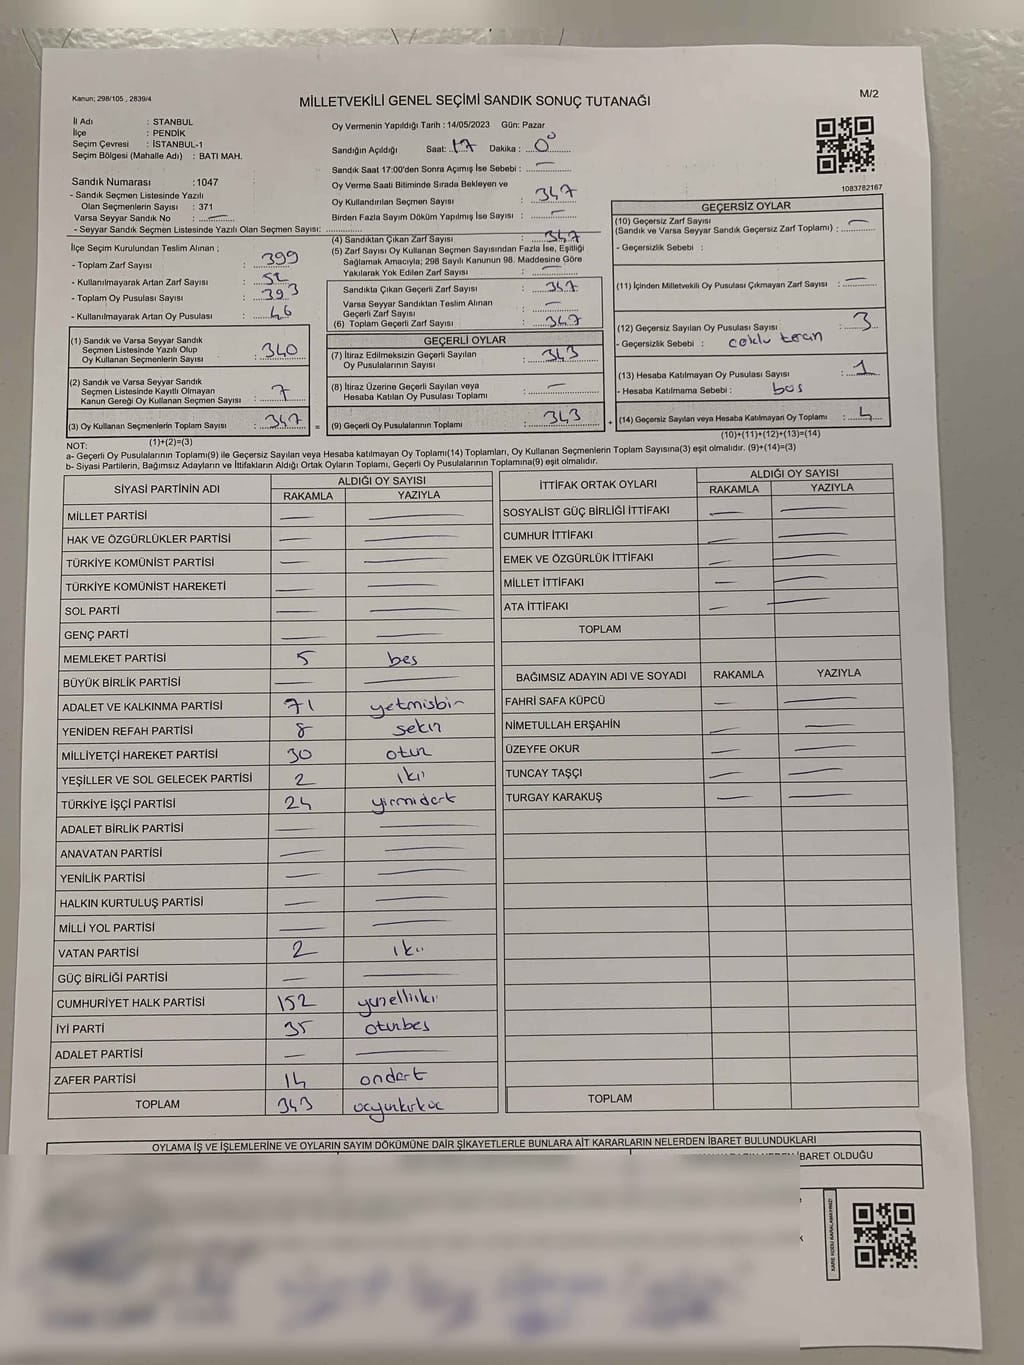 Kanun; 298/105 , 2839/4
MİLLETVEKİLİ GENEL SEÇİMİ SANDIK SONUÇ TUTANAĞI
M/2
İl Adı : STANBUL
İlçe : PENDİK
Seçim Çevresi : İSTANBUL-1
Seçim Bölgesi (Mahalle Adı) : BATI MAH.
Oy Vermenin Yapıldığı Tarih : 14/05/2023 Gün: Pazar
Sandığın Açıldığı Saat: 17 Dakika : 00
Sandık Saat 17:00'den Sonra Açımış İse Sebebi : —
Oy Verme Saati Bitiminde Sırada Bekleyen ve
Oy Kullandırılan Seçmen Sayısı : 347
Birden Fazla Sayım Döküm Yapılmış İse Sayısı : —
1083782167
Sandık Numarası :1047
- Sandık Seçmen Listesinde Yazılı
Olan Seçmenlerin Sayısı : 371
Varsa Seyyar Sandık No : —
- Seyyar Sandık Seçmen Listesinde Yazılı Olan Seçmen Sayısı:
İlçe Seçim Kurulundan Teslim Alınan ;
- Toplam Zarf Sayısı : 399
- Kullanılmayarak Artan Zarf Sayısı : 52
- Toplam Oy Pusulası Sayısı : 393
- Kullanılmayarak Artan Oy Pusulası : 46
(1) Sandık ve Varsa Seyyar Sandık
Seçmen Listesinde Yazılı Olup
Oy Kullanan Seçmenlerin Sayısı : 340
(2) Sandık ve Varsa Seyyar Sandık
Seçmen Listesinde Kayıtlı Olmayan
Kanun Gereği Oy Kullanan Seçmen Sayısı : 7
(3) Oy Kullanan Seçmenlerin Toplam Sayısı : 347 =
(1)+(2)=(3)
(4) Sandıktan Çıkan Zarf Sayısı : 347
(5) Zarf Sayısı Oy Kullanan Seçmen Sayısından Fazla İse, Eşitliği
Sağlamak Amacıyla; 298 Sayılı Kanunun 98. Maddesine Göre
Yakılarak Yok Edilen Zarf Sayısı : —
Sandıkta Çıkan Geçerli Zarf Sayısı : 347
Varsa Seyyar Sandıktan Teslim Alınan
Geçerli Zarf Sayısı : —
(6) Toplam Geçerli Zarf Sayısı : 347
GEÇERLİ OYLAR
(7) İtiraz Edilmeksizin Geçerli Sayılan
Oy Pusulalarının Sayısı : 343
(8) İtiraz Üzerine Geçerli Sayılan veya
Hesaba Katılan Oy Pusulası Toplamı : —
(9) Geçerli Oy Pusulalarının Toplamı : 343 +
GEÇERSİZ OYLAR
(10) Geçersiz Zarf Sayısı
(Sandık ve Varsa Seyyar Sandık Geçersiz Zarf Toplamı) : —
- Geçersizlik Sebebi :
(11) İçinden Milletvekili Oy Pusulası Çıkmayan Zarf Sayısı : —
(12) Geçersiz Sayılan Oy Pusulası Sayısı : 3
- Geçersizlik Sebebi : çoklu tercih
(13) Hesaba Katılmayan Oy Pusulası Sayısı : 1
- Hesaba Katılmama Sebebi : boş
(14) Geçersiz Sayılan veya Hesaba Katılmayan Oy Toplamı : 4
(10)+(11)+(12)+(13)=(14)
NOT:
a- Geçerli Oy Pusulalarının Toplamı(9) ile Geçersiz Sayılan veya Hesaba katılmayan Oy Toplamı(14) Toplamları, Oy Kullanan Seçmenlerin Toplam Sayısına(3) eşit olmalıdır. (9)+(14)=(3)
b- Siyasi Partilerin, Bağımsız Adayların ve İttifakların Aldığı Ortak Oyların Toplamı, Geçerli Oy Pusulalarının Toplamına(9) eşit olmalıdır.
SİYASİ PARTİNİN ADI ALDIĞI OY SAYISI
RAKAMLA YAZIYLA
MİLLET PARTİSİ — —
HAK VE ÖZGÜRLÜKLER PARTİSİ — —
TÜRKİYE KOMÜNİST PARTİSİ — —
TÜRKİYE KOMÜNİST HAREKETİ — —
SOL PARTİ — —
GENÇ PARTİ — —
MEMLEKET PARTİSİ 5 beş
BÜYÜK BİRLİK PARTİSİ — —
ADALET VE KALKINMA PARTİSİ 71 yetmişbir
YENİDEN REFAH PARTİSİ 8 sekiz
MİLLİYETÇİ HAREKET PARTİSİ 30 otuz
YEŞİLLER VE SOL GELECEK PARTİSİ 2 iki
TÜRKİYE İŞÇİ PARTİSİ 24 yirmidört
ADALET BİRLİK PARTİSİ — —
ANAVATAN PARTİSİ — —
YENİLİK PARTİSİ — —
HALKIN KURTULUŞ PARTİSİ — —
MİLLİ YOL PARTİSİ — —
VATAN PARTİSİ 2 iki
GÜÇ BİRLİĞİ PARTİSİ — —
CUMHURİYET HALK PARTİSİ 152 yüzelliiki
İYİ PARTİ 35 otuzbeş
ADALET PARTİSİ — —
ZAFER PARTİSİ 14 ondört
TOPLAM 343 üçyüzkırküç
İTTİFAK ORTAK OYLARI ALDIĞI OY SAYISI
RAKAMLA YAZIYLA
SOSYALİST GÜÇ BİRLİĞİ İTTİFAKI — —
CUMHUR İTTİFAKI — —
EMEK VE ÖZGÜRLÜK İTTİFAKI — —
MİLLET İTTİFAKI — —
ATA İTTİFAKI — —
TOPLAM
BAĞIMSIZ ADAYIN ADI VE SOYADI RAKAMLA YAZIYLA
FAHRİ SAFA KÜPCÜ — —
NİMETULLAH ERŞAHİN — —
ÜZEYFE OKUR — —
TUNCAY TAŞÇI — —
TURGAY KARAKUŞ — —
TOPLAM
OYLAMA İŞ VE İŞLEMLERİNE VE OYLARIN SAYIM DÖKÜMÜNE DAİR ŞİKAYETLERLE BUNLARA AİT KARARLARIN NELERDEN İBARET BULUNDUKLARI
İBARET OLDUĞU
KARE KODU KARALAMAYINIZ!